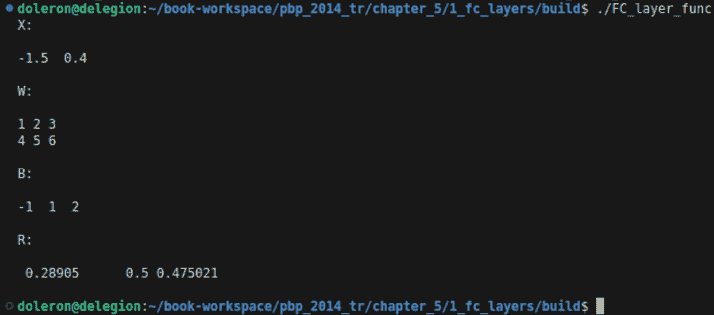 doleron@delegion:~/book-workspace/pbp_2014_tr/chapter_5/1_fc_layers/build$ ./FC_layer_func
X:
-1.5  0.4
W:
1 2 3
4 5 6
B:
-1  1  2
R:
 0.28905      0.5 0.475021
doleron@delegion:~/book-workspace/pbp_2014_tr/chapter_5/1_fc_layers/build$